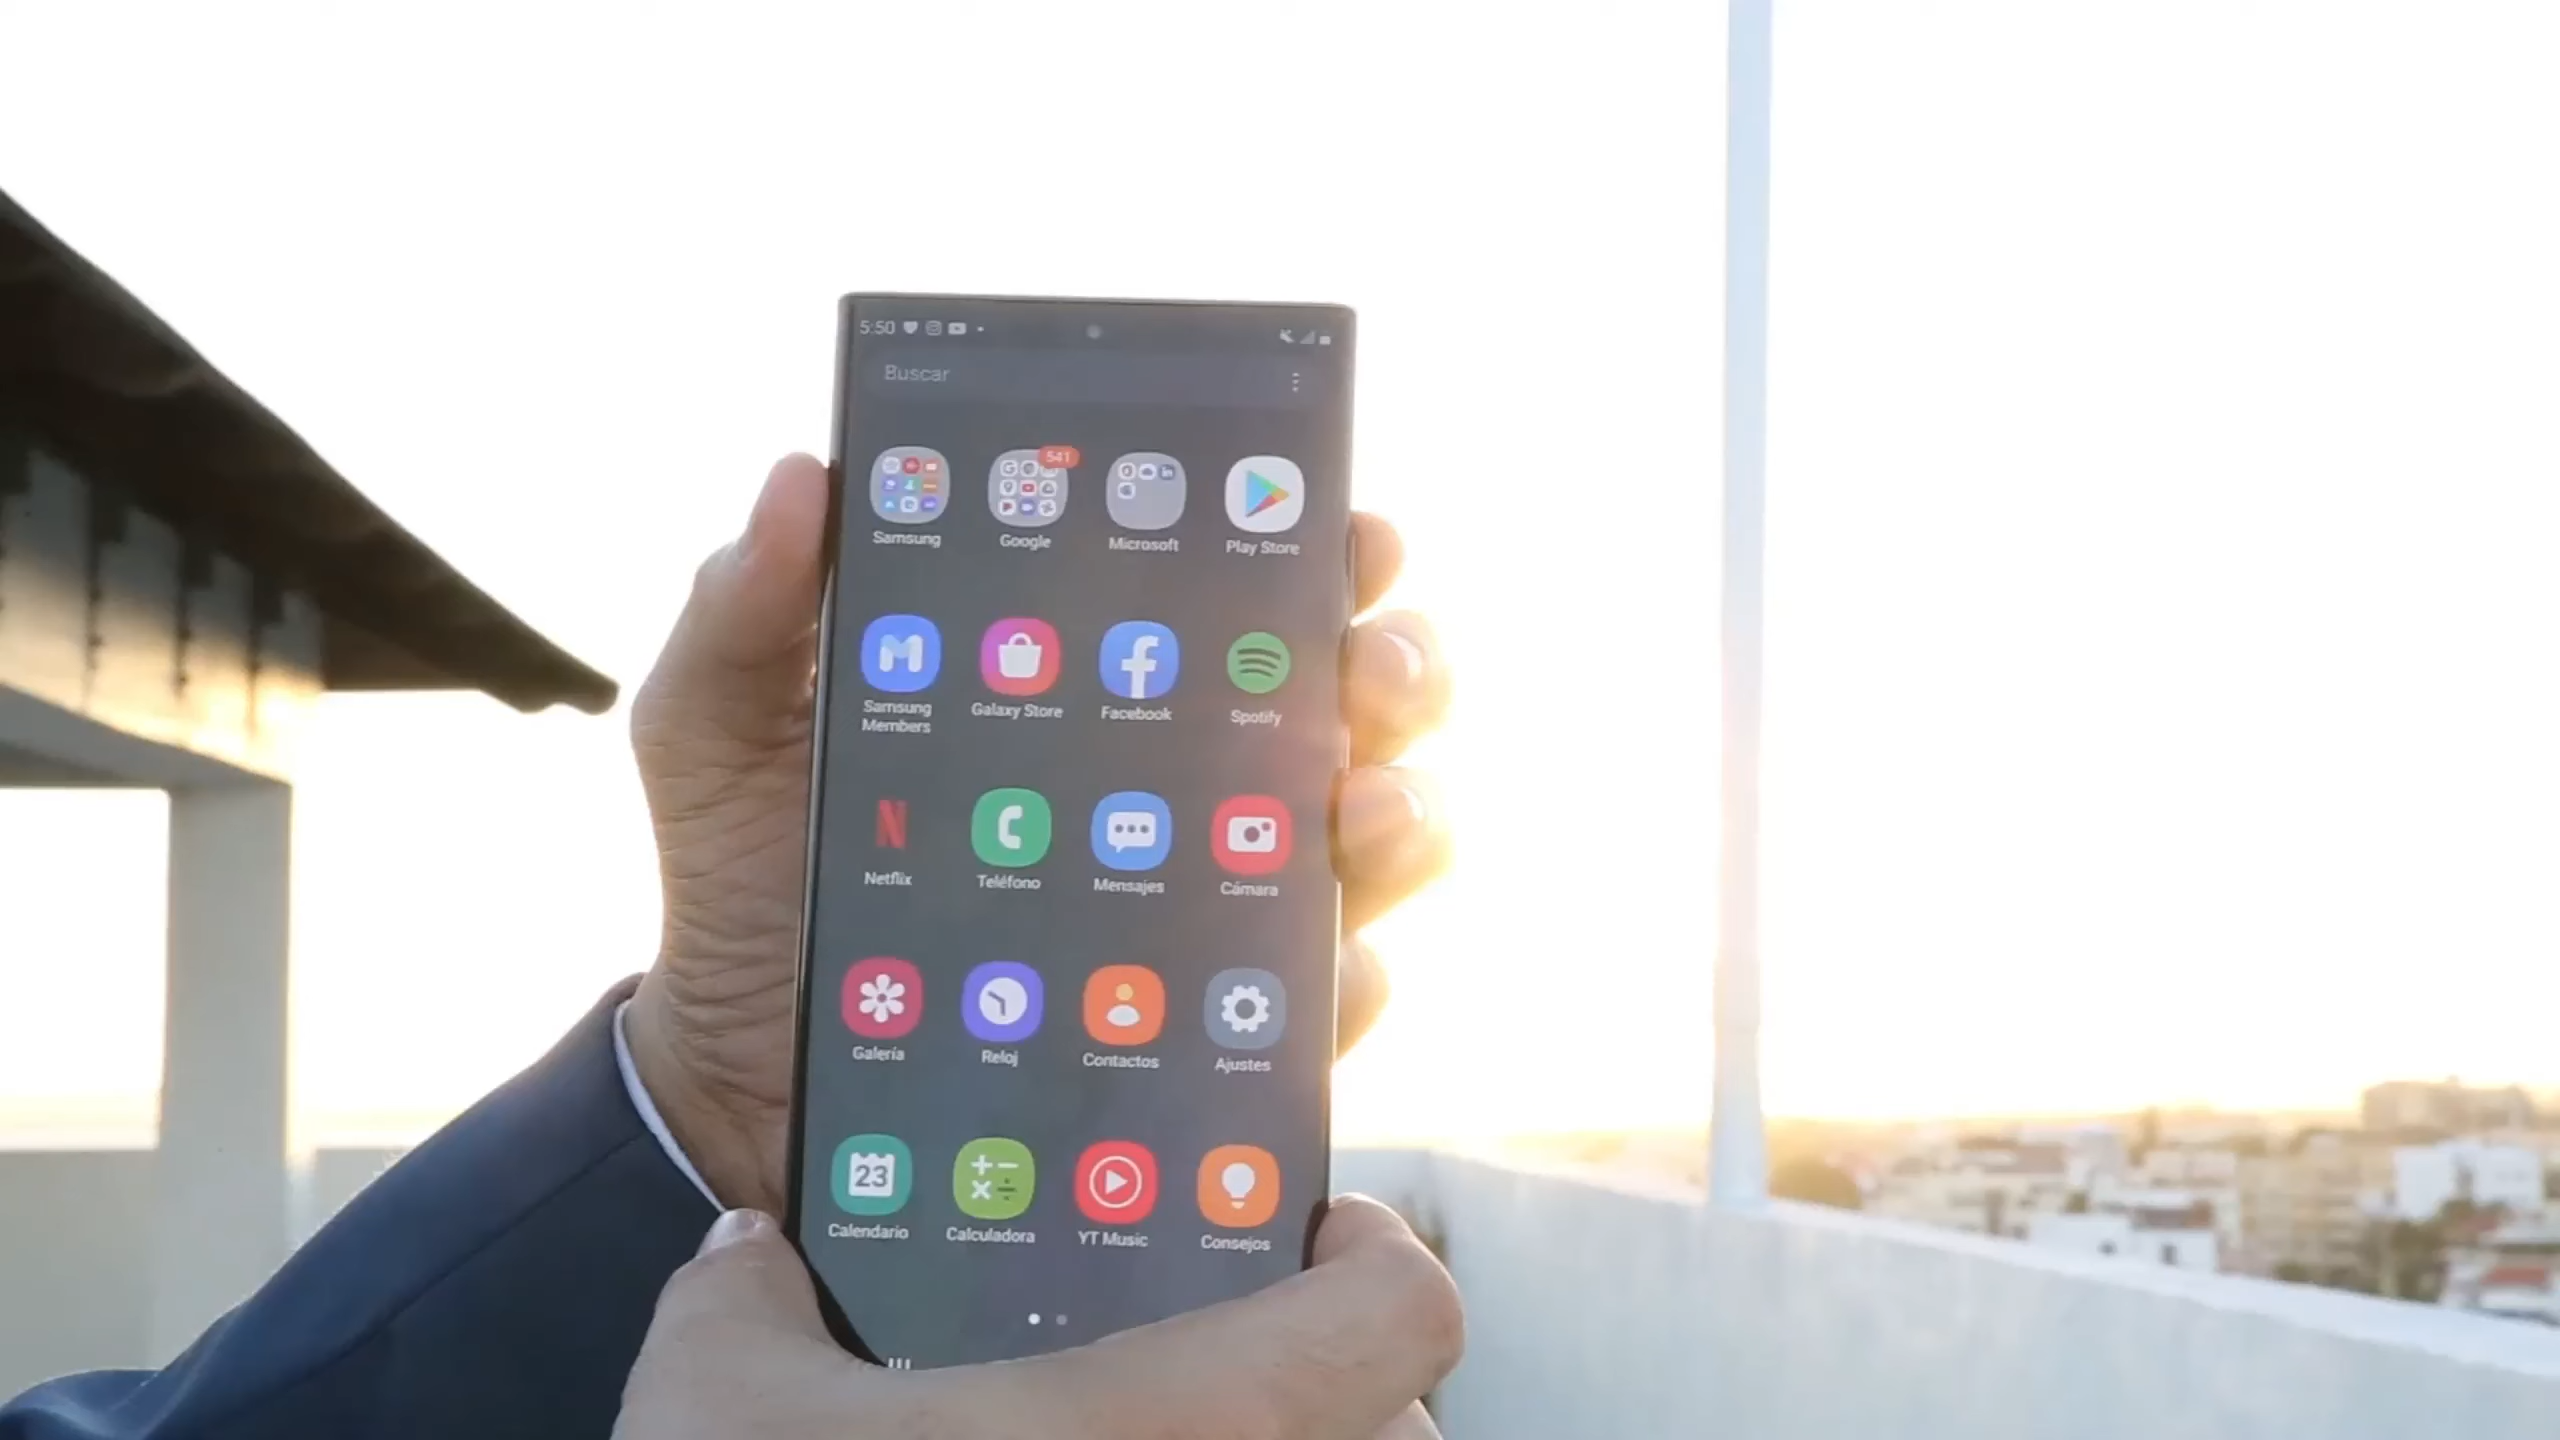 5:50
Buscar
541
Samsung
Google
Microsoft
Play Store
Samsung
Members
Galaxy Store
Facebook
Spotify
N
Netflix
Teléfono
Mensajes
Cámara
Galería
Reloj
Contactos
Ajustes
23
Calendario
Calculadora
YT Music
Consejos